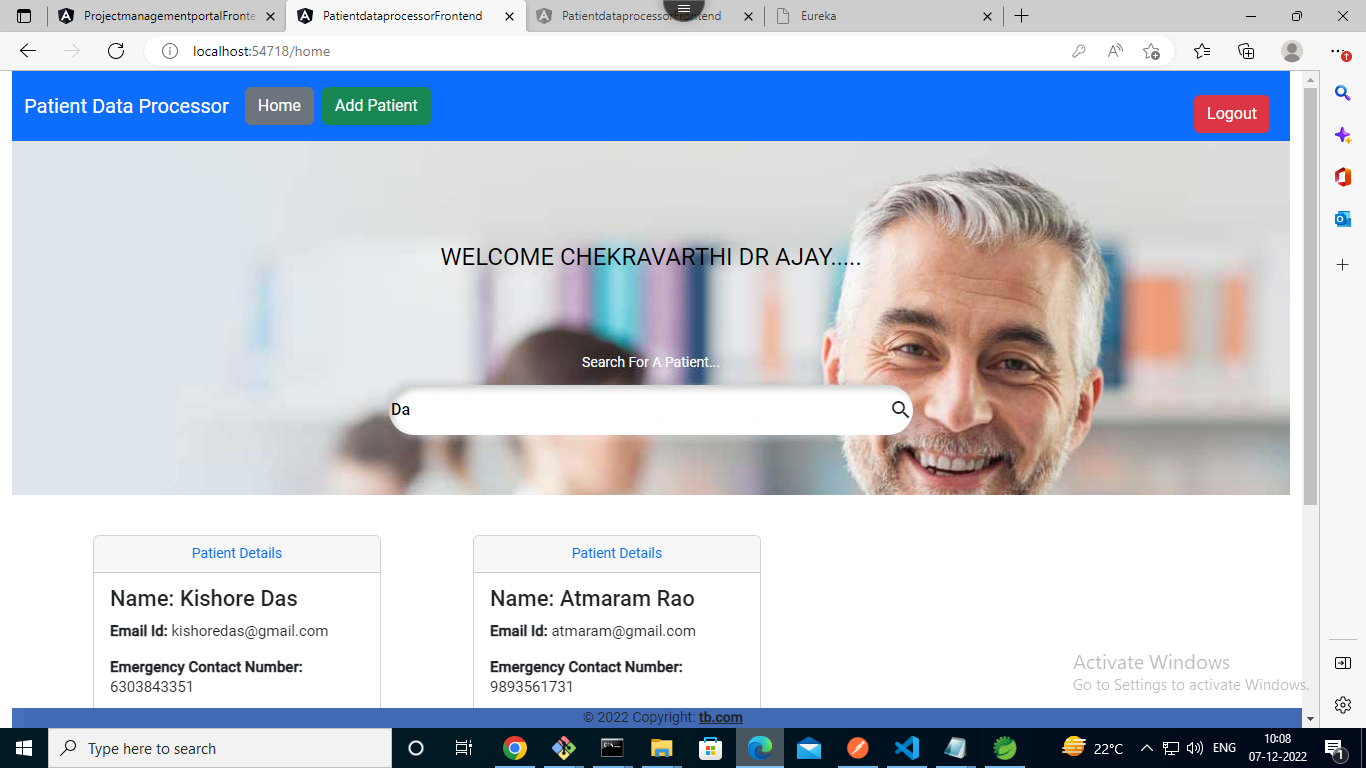 ProjectmanagementportalFronte
PatientdataprocessorFrontend
PatientdataprocessorFrontend
Eureka
localhost:54718/home
Patient Data Processor
Home
Add Patient
Logout
WELCOME CHEKRAVARTHI DR AJAY.....
Search For A Patient...
Da
Patient Details
Name: Kishore Das
Email Id: kishoredas@gmail.com
Emergency Contact Number:
6303843351
Patient Details
Name: Atmaram Rao
Email Id: atmaram@gmail.com
Emergency Contact Number:
9893561731
Activate Windows
Go to Settings to activate Windows.
© 2022 Copyright: tb.com
Type here to search
22°C
ENG
10:08
07-12-2022
1